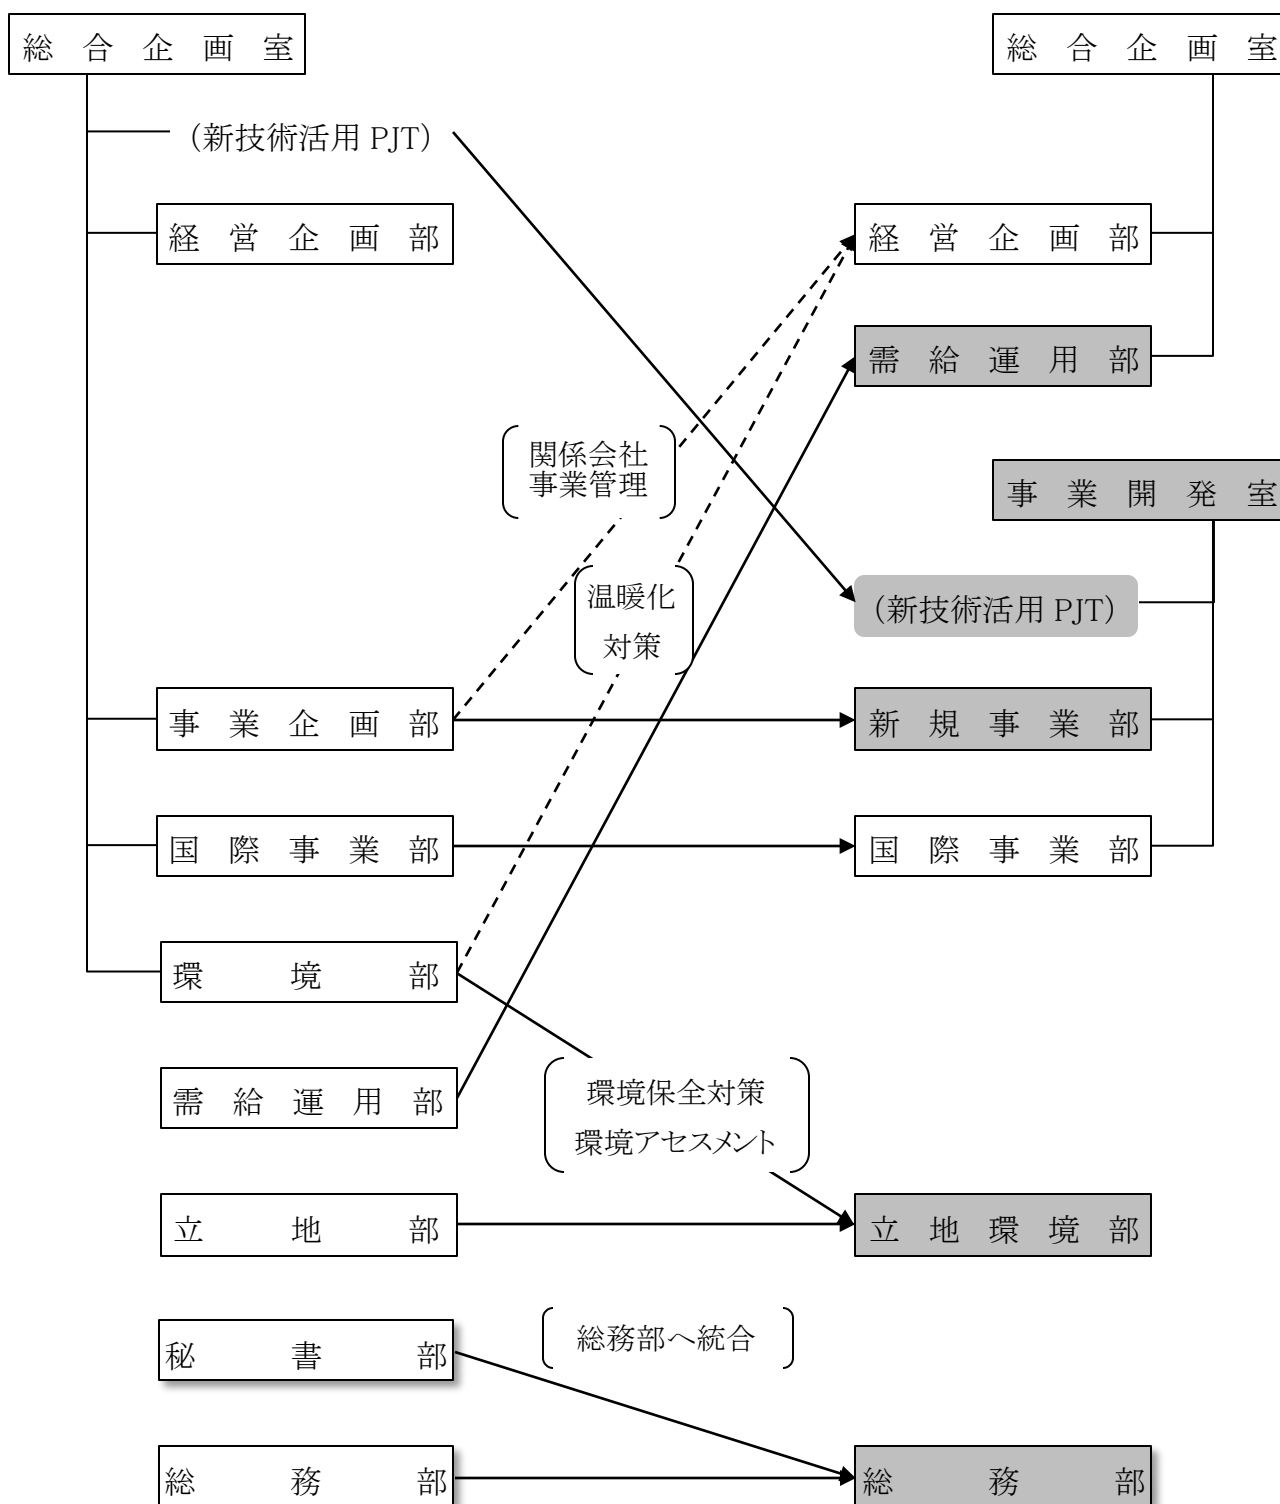 総合企画室
総合企画室
（新技術活用 PJT）
経営企画部
経営企画部
需給運用部
関係会社
事業管理
事業開発室
温暖化
対策
（新技術活用 PJT）
事業企画部
新規事業部
国際事業部
国際事業部
環境部
需給運用部
環境保全対策
環境アセスメント
立地部
立地環境部
秘書部
総務部へ統合
総務部
総務部